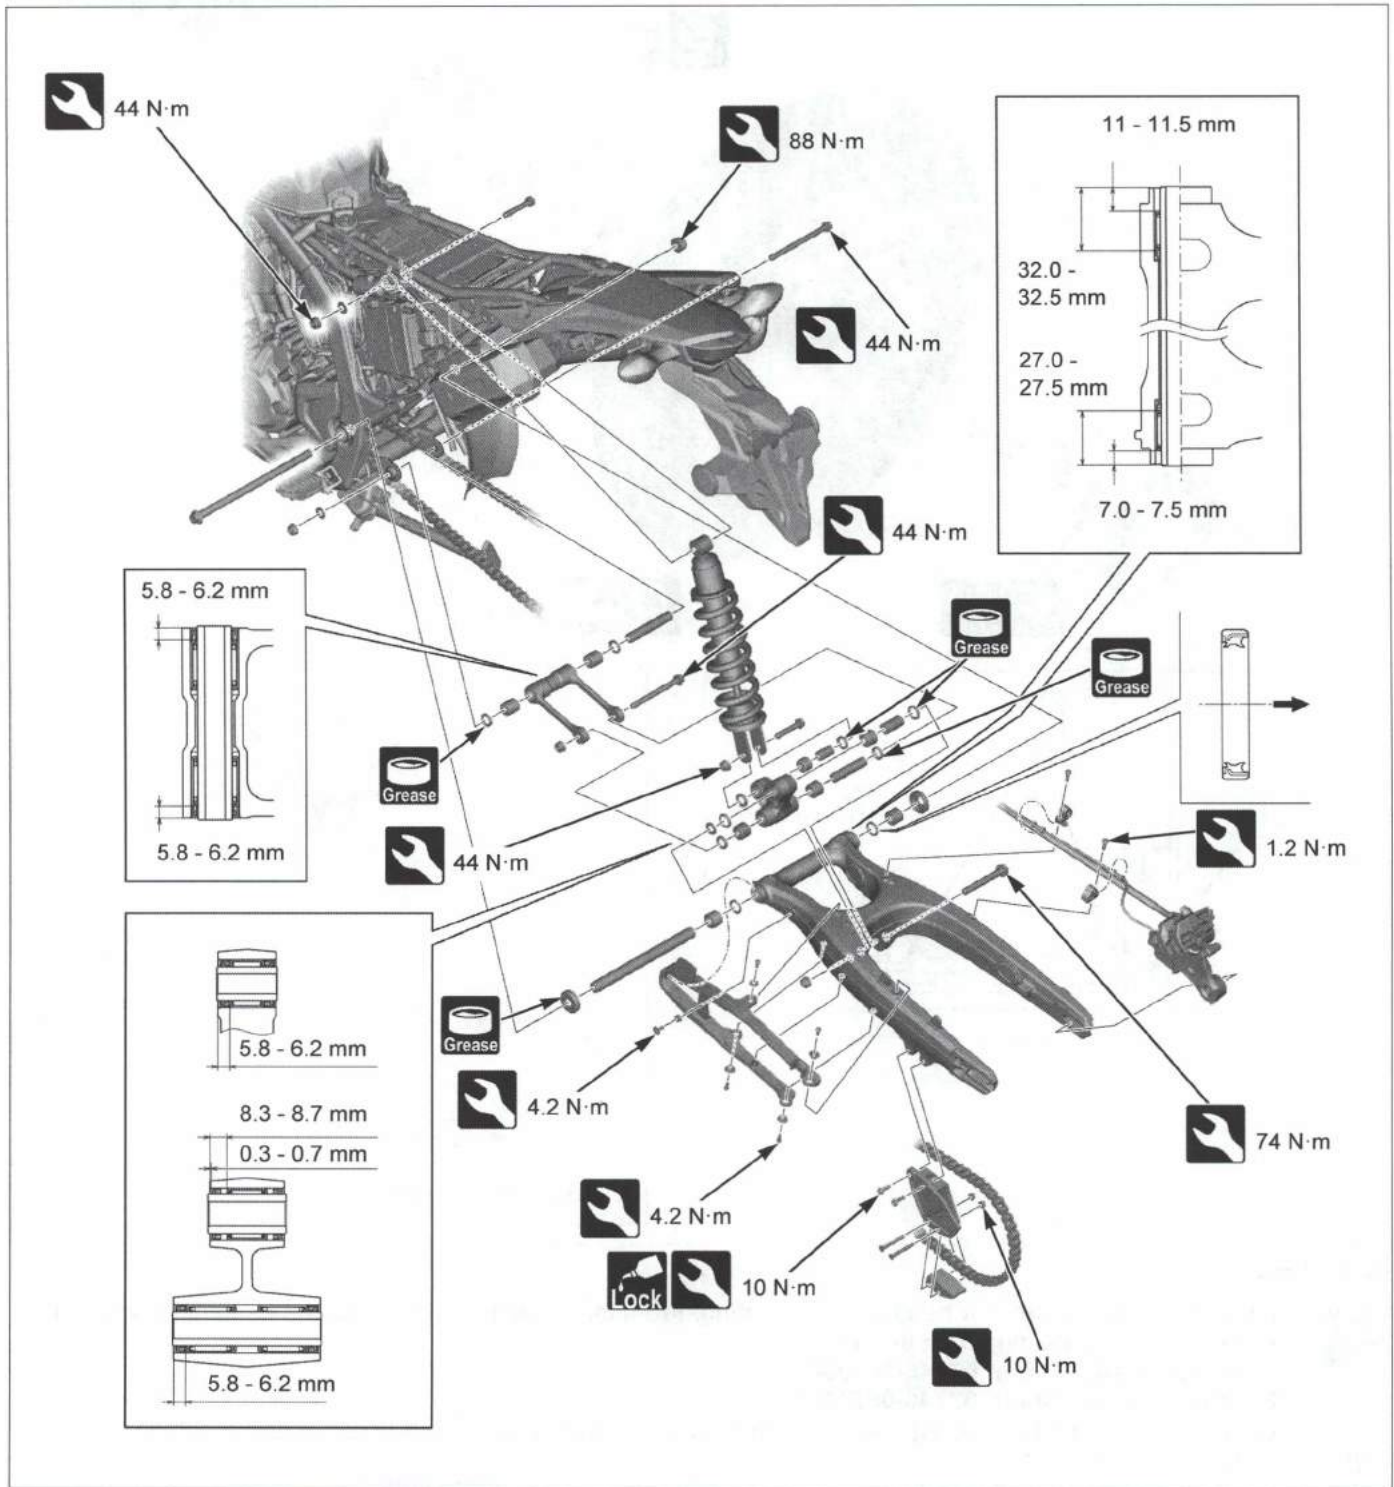 44 N·m
88 N·m
11 - 11.5 mm
32.0 -
32.5 mm
44 N·m
27.0 -
27.5 mm
7.0 - 7.5 mm
44 N·m
5.8 - 6.2 mm
Grease
Grease
Grease
5.8 - 6.2 mm
44 N·m
1.2 N·m
Grease
5.8 - 6.2 mm
4.2 N·m
8.3 - 8.7 mm
0.3 - 0.7 mm
74 N·m
4.2 N·m
Lock
10 N·m
10 N·m
5.8 - 6.2 mm